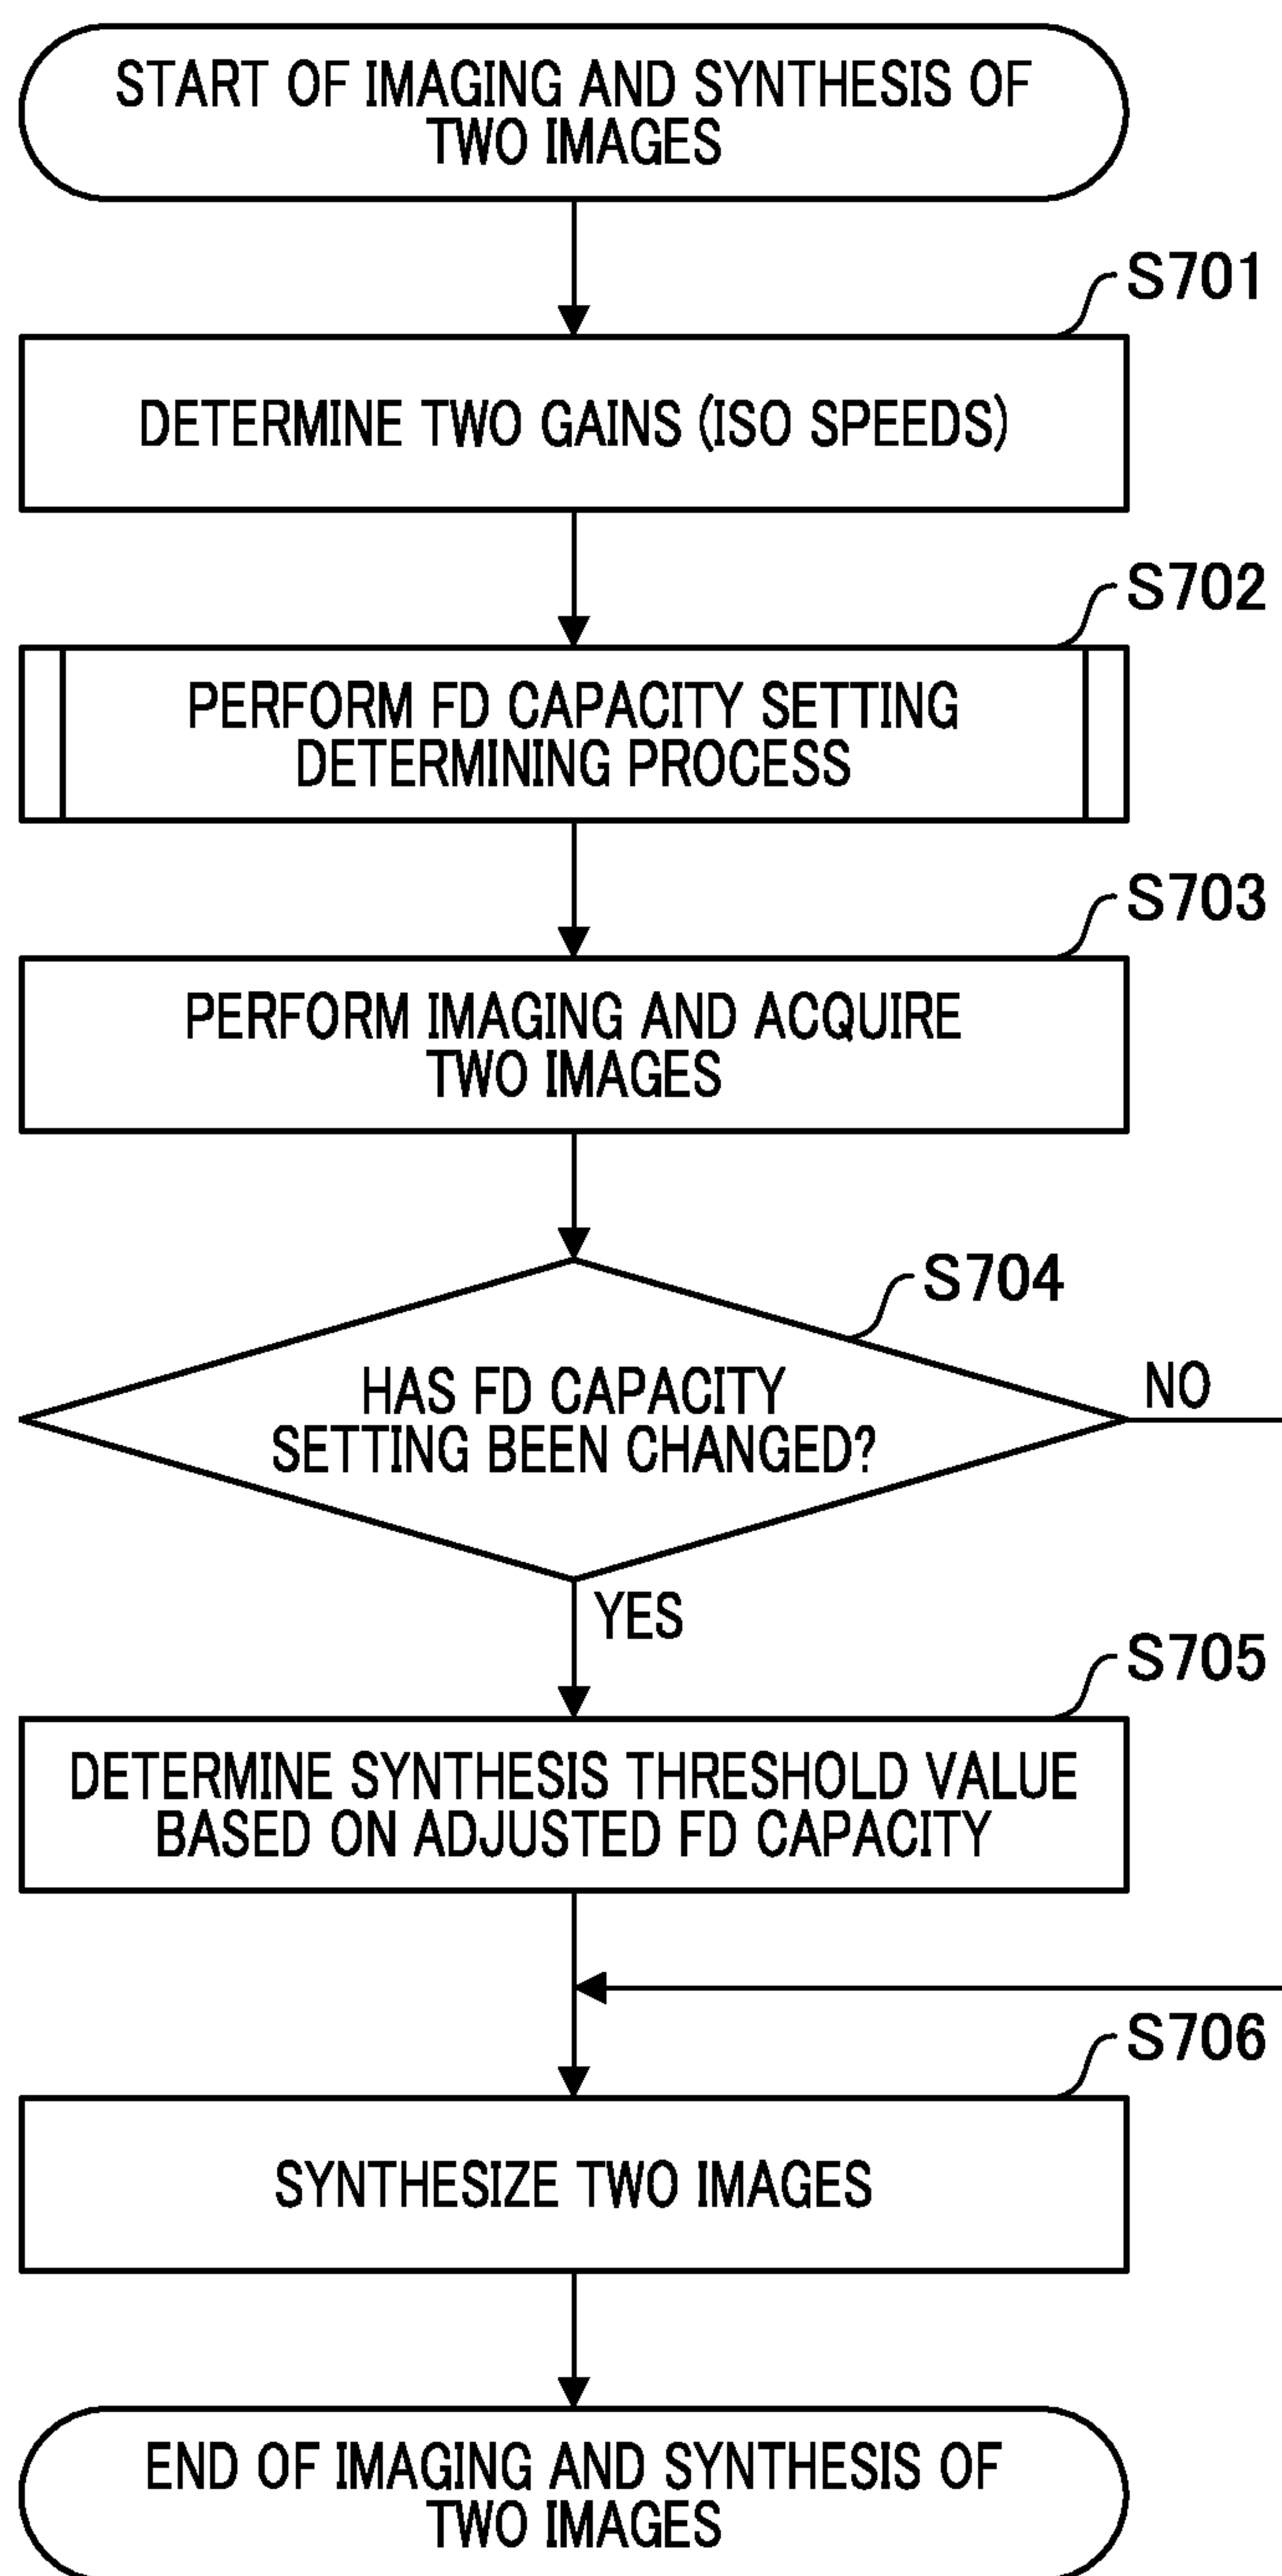 START OF IMAGING AND SYNTHESIS OF
TWO IMAGES
S701
DETERMINE TWO GAINS (ISO SPEEDS)
S702
PERFORM FD CAPACITY SETTING
DETERMINING PROCESS
S703
PERFORM IMAGING AND ACQUIRE
TWO IMAGES
S704
HAS FD CAPACITY
SETTING BEEN CHANGED?
NO
YES
S705
DETERMINE SYNTHESIS THRESHOLD VALUE
BASED ON ADJUSTED FD CAPACITY
S706
SYNTHESIZE TWO IMAGES
END OF IMAGING AND SYNTHESIS OF
TWO IMAGES